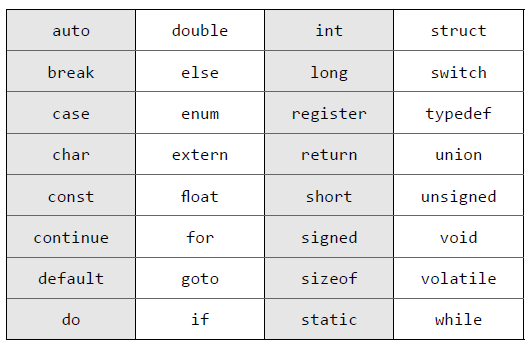 auto double int struct
break else long switch
case enum register typedef
char extern return union
const float short unsigned
continue for signed void
default goto sizeof volatile
do if static while